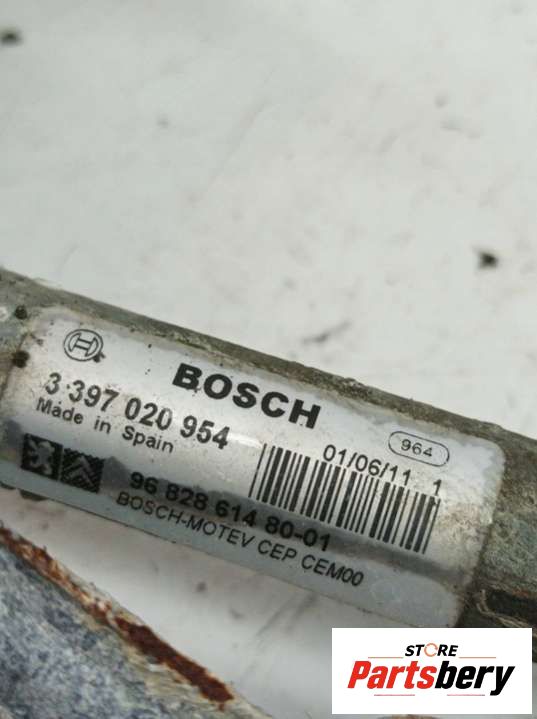 BOSCH
964
3 397 020 954
Made in Spain
01/06/11 1
96 828 614 80-01
BOSCH-MOTEV CEP CEM00
STORE
Partsbery